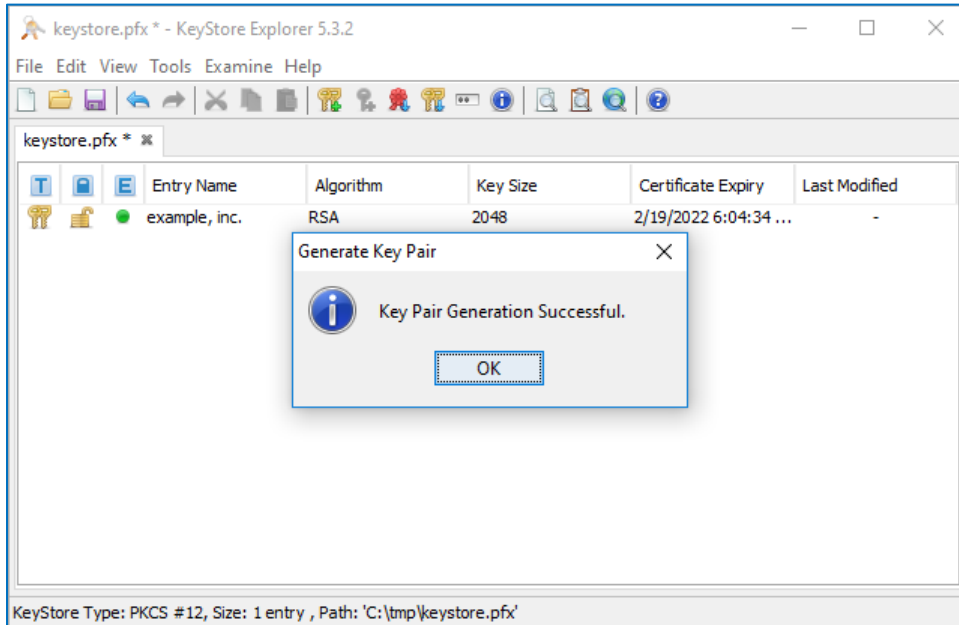 keystore.pfx * - KeyStore Explorer 5.3.2
File Edit View Tools Examine Help
keystore.pfx *
T E Entry Name Algorithm Key Size Certificate Expiry Last Modified
example, inc. RSA 2048 2/19/2022 6:04:34 ... -
Generate Key Pair
Key Pair Generation Successful.
OK
KeyStore Type: PKCS #12, Size: 1 entry , Path: 'C:\tmp\keystore.pfx'